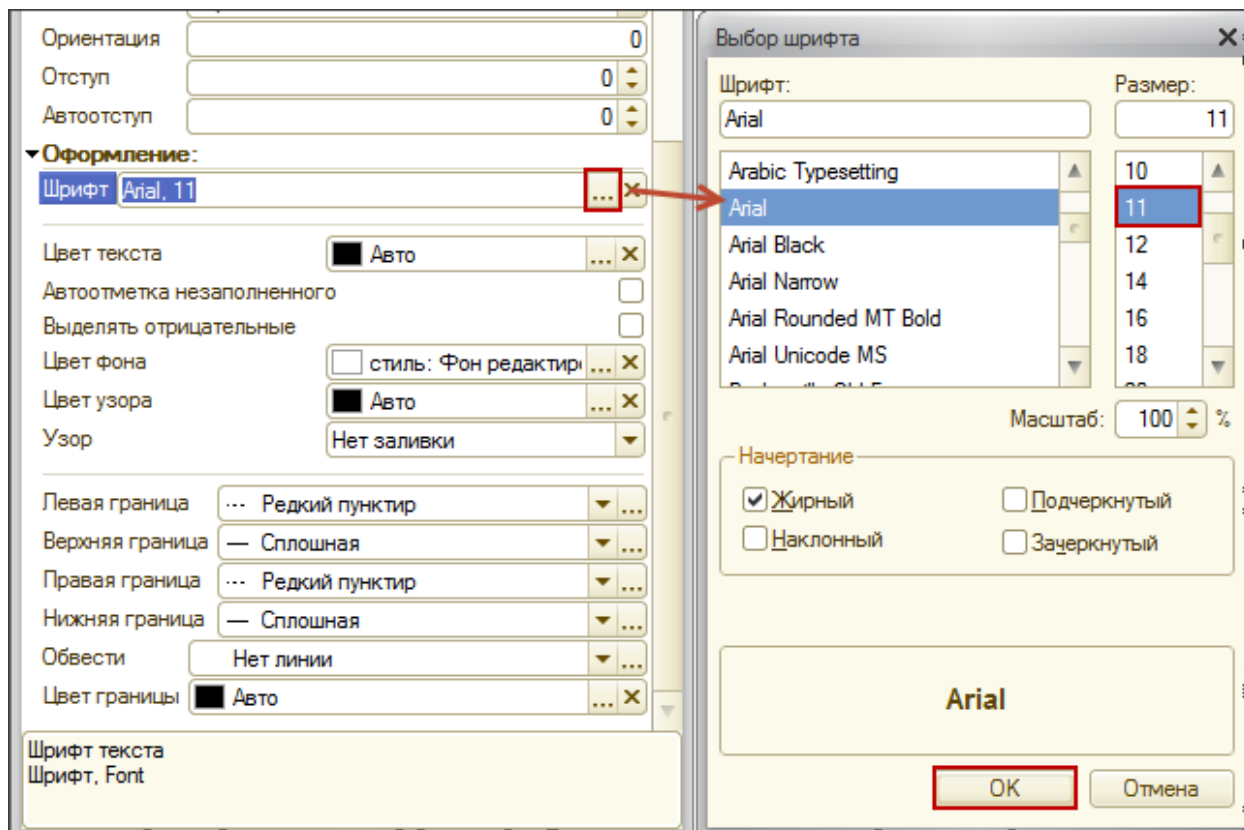 Ориентация 0
Отступ 0
Автоотступ 0
Оформление:
Шрифт Arial, 11 ...
Цвет текста Авто ...
Автоотметка незаполненного
Выделять отрицательные
Цвет фона стиль: Фон редактир ...
Цвет узора Авто ...
Узор Нет заливки
Левая граница Редкий пунктир ...
Верхняя граница Сплошная ...
Правая граница Редкий пунктир ...
Нижняя граница Сплошная ...
Обвести Нет линии ...
Цвет границы Авто ...
Шрифт текста
Шрифт, Font
Выбор шрифта
Шрифт: Размер:
Arial 11
Arabic Typesetting 10
Arial 11
Arial Black 12
Arial Narrow 14
Arial Rounded MT Bold 16
Arial Unicode MS 18
Масштаб: 100 %
Начертание
Жирный Подчеркнутый
Наклонный Зачеркнутый
Arial
OK Отмена